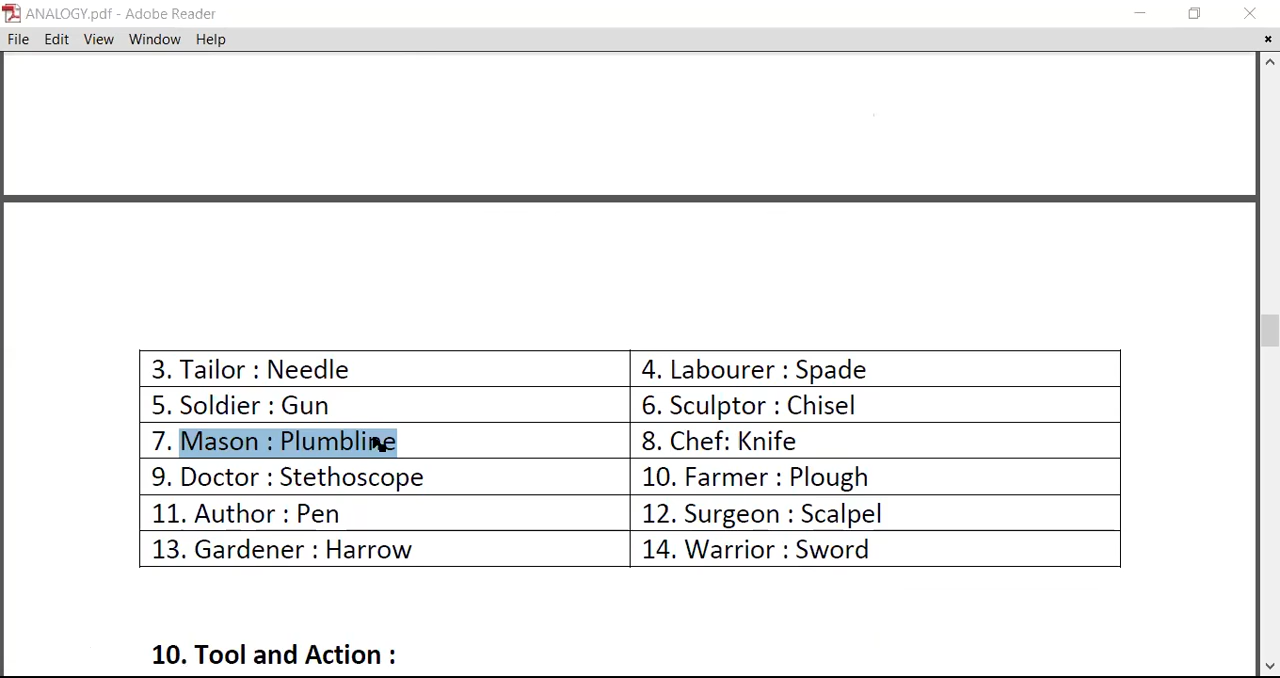 ANALOGY.pdf - Adobe Reader
File Edit View Window Help
3. Tailor : Needle
4. Labourer : Spade
5. Soldier : Gun
6. Sculptor : Chisel
7. Mason : Plumbline
8. Chef: Knife
9. Doctor : Stethoscope
10. Farmer : Plough
11. Author : Pen
12. Surgeon : Scalpel
13. Gardener : Harrow
14. Warrior : Sword
10. Tool and Action :